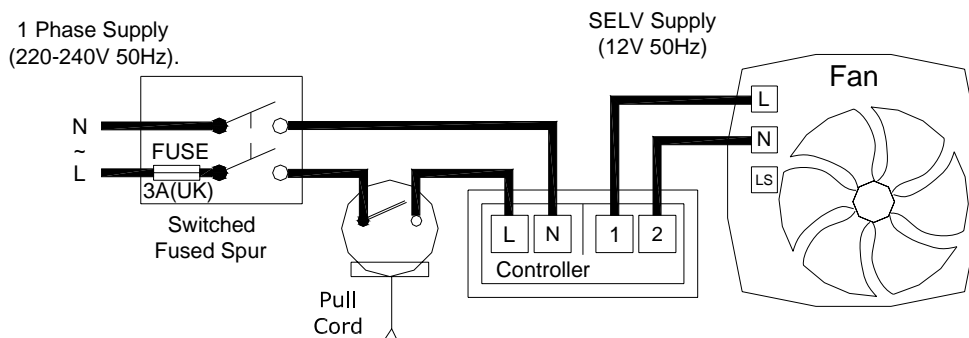 1 Phase Supply
(220-240V 50Hz).
SELV Supply
(12V 50Hz)
Fan
L
N
N
~
L
FUSE
3A(UK)
LS
Switched
Fused Spur
L
N
1
2
Controller
Pull
Cord